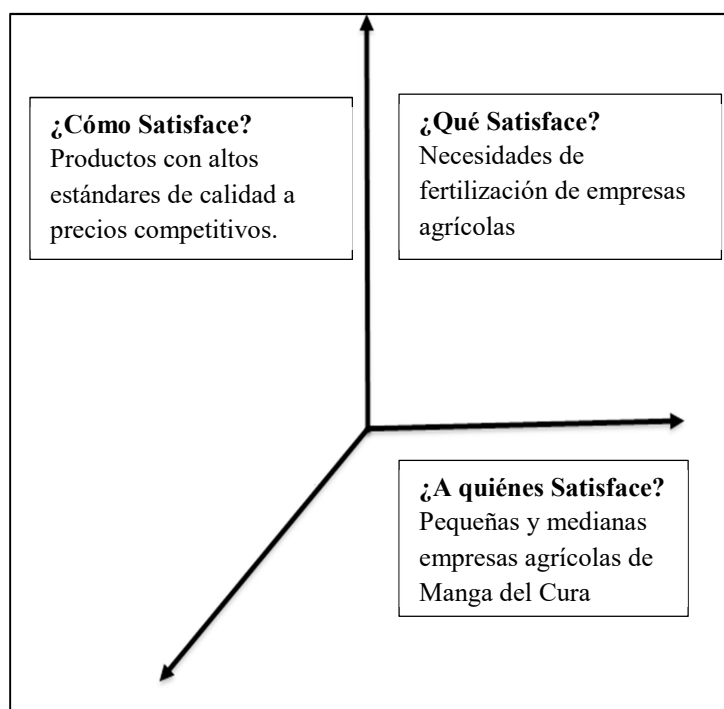 ¿Cómo Satisface?
Productos con altos
estándares de calidad a
precios competitivos.
¿Qué Satisface?
Necesidades de
fertilización de empresas
agrícolas
¿A quiénes Satisface?
Pequeñas y medianas
empresas agrícolas de
Manga del Cura